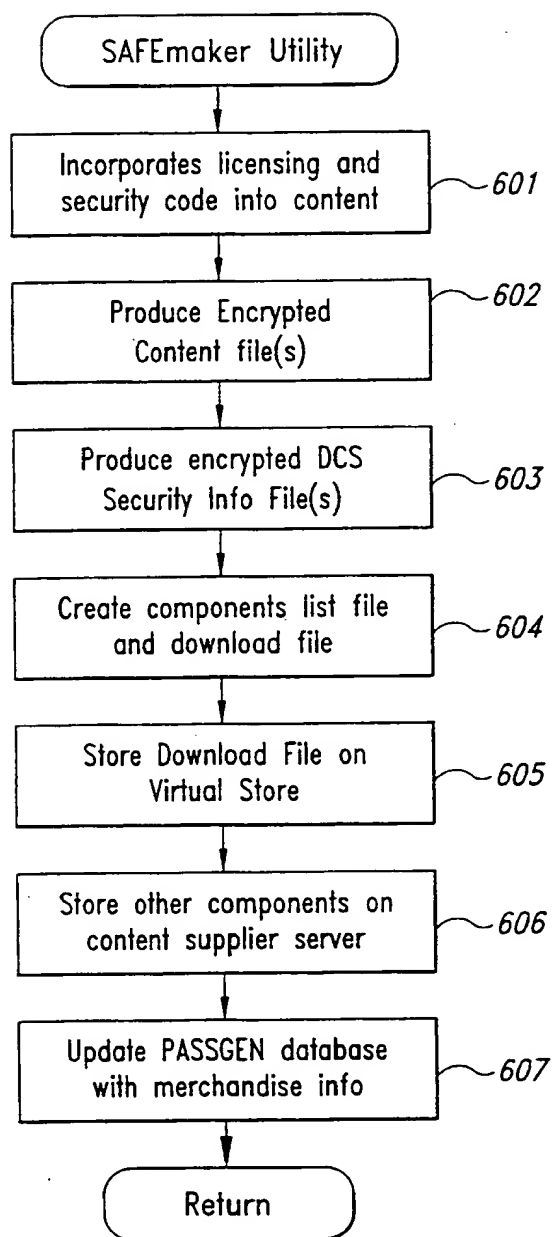 SAFEmaker Utility
Incorporates licensing and
security code into content
601
Produce Encrypted
Content file(s)
602
Produce encrypted DCS
Security Info File(s)
603
Create components list file
and download file
604
Store Download File on
Virtual Store
605
Store other components on
content supplier server
606
Update PASSGEN database
with merchandise info
607
Return